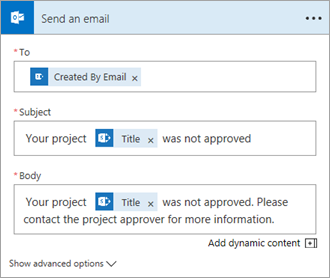 Send an email
* To
Created By Email ×
* Subject
Your project Title × was not approved
* Body
Your project Title × was not approved. Please
contact the project approver for more information.
Add dynamic content
Show advanced options